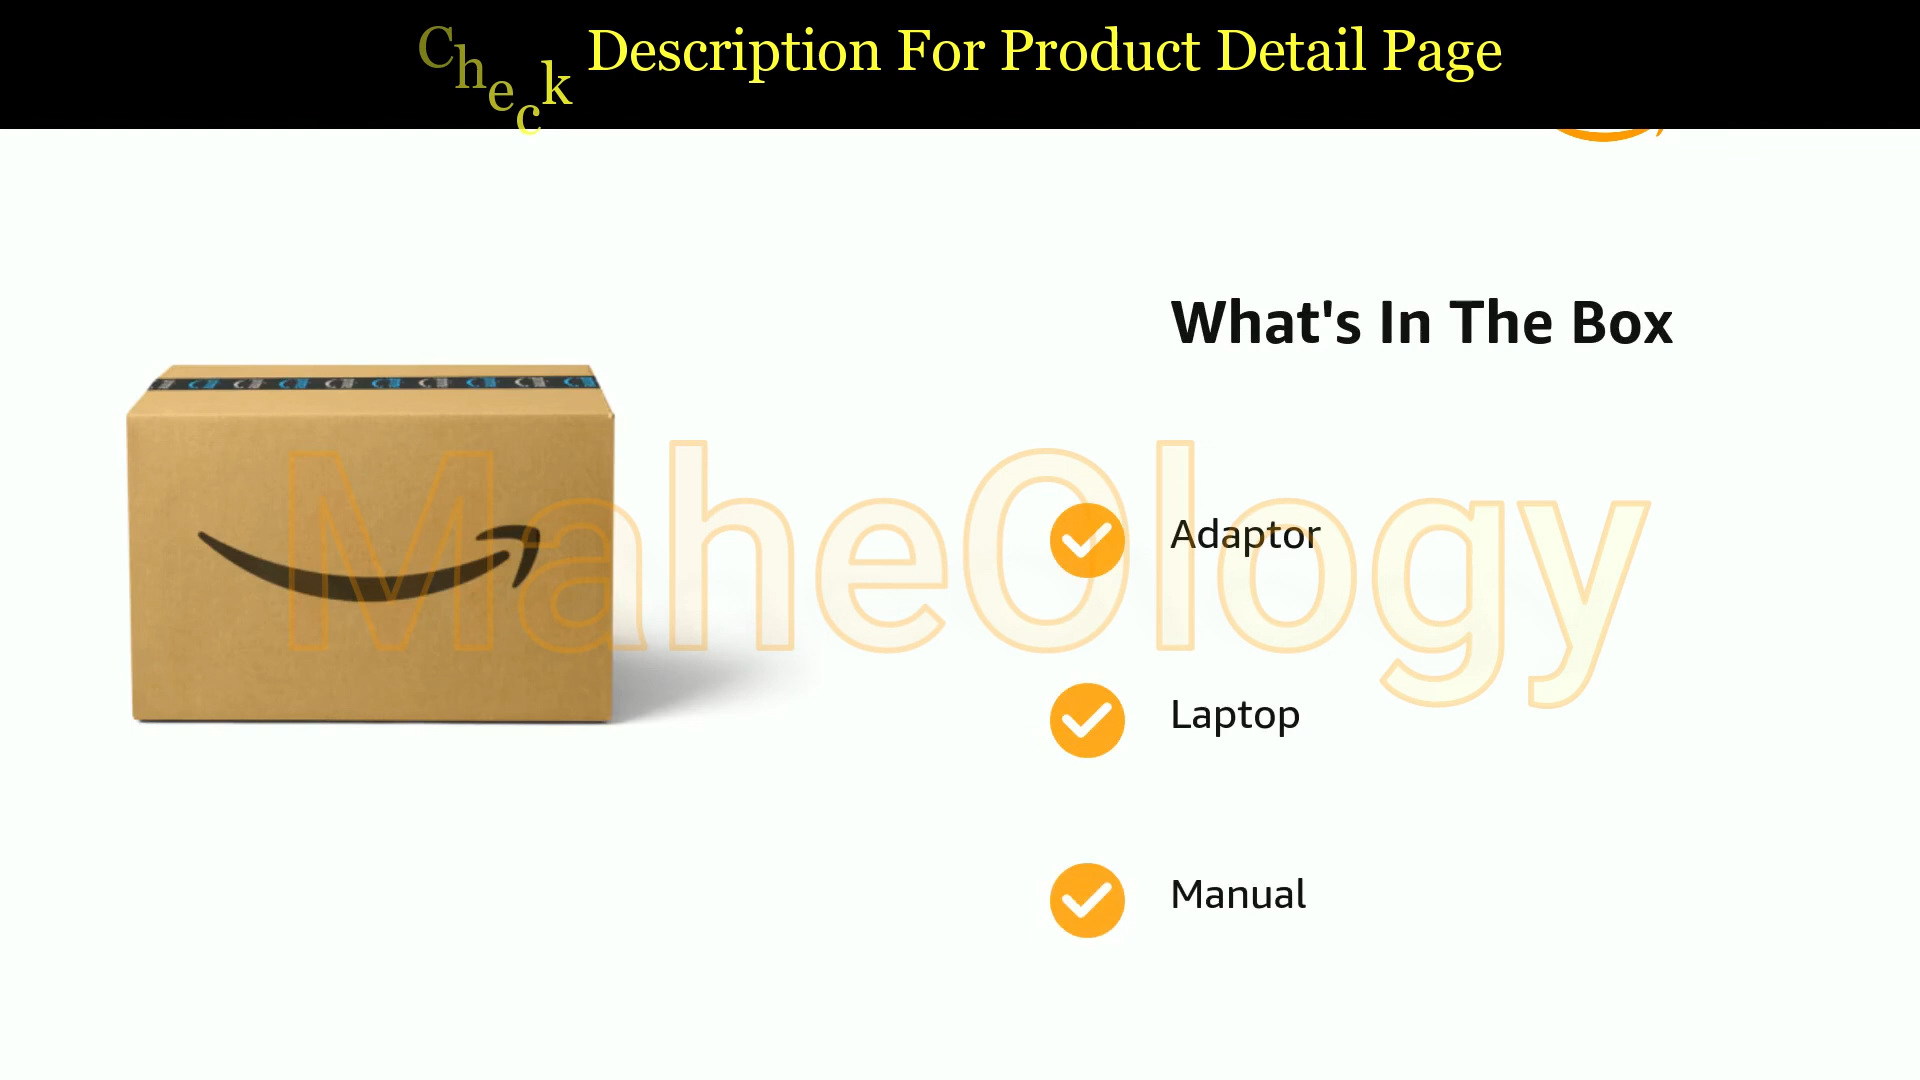 Check Description For Product Detail Page
What's In The Box
MaheOlogy
Adaptor
Laptop
Manual